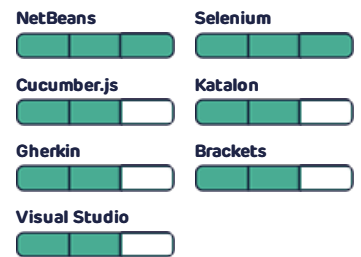 NetBeans
Selenium
Cucumber.js
Katalon
Gherkin
Brackets
Visual Studio